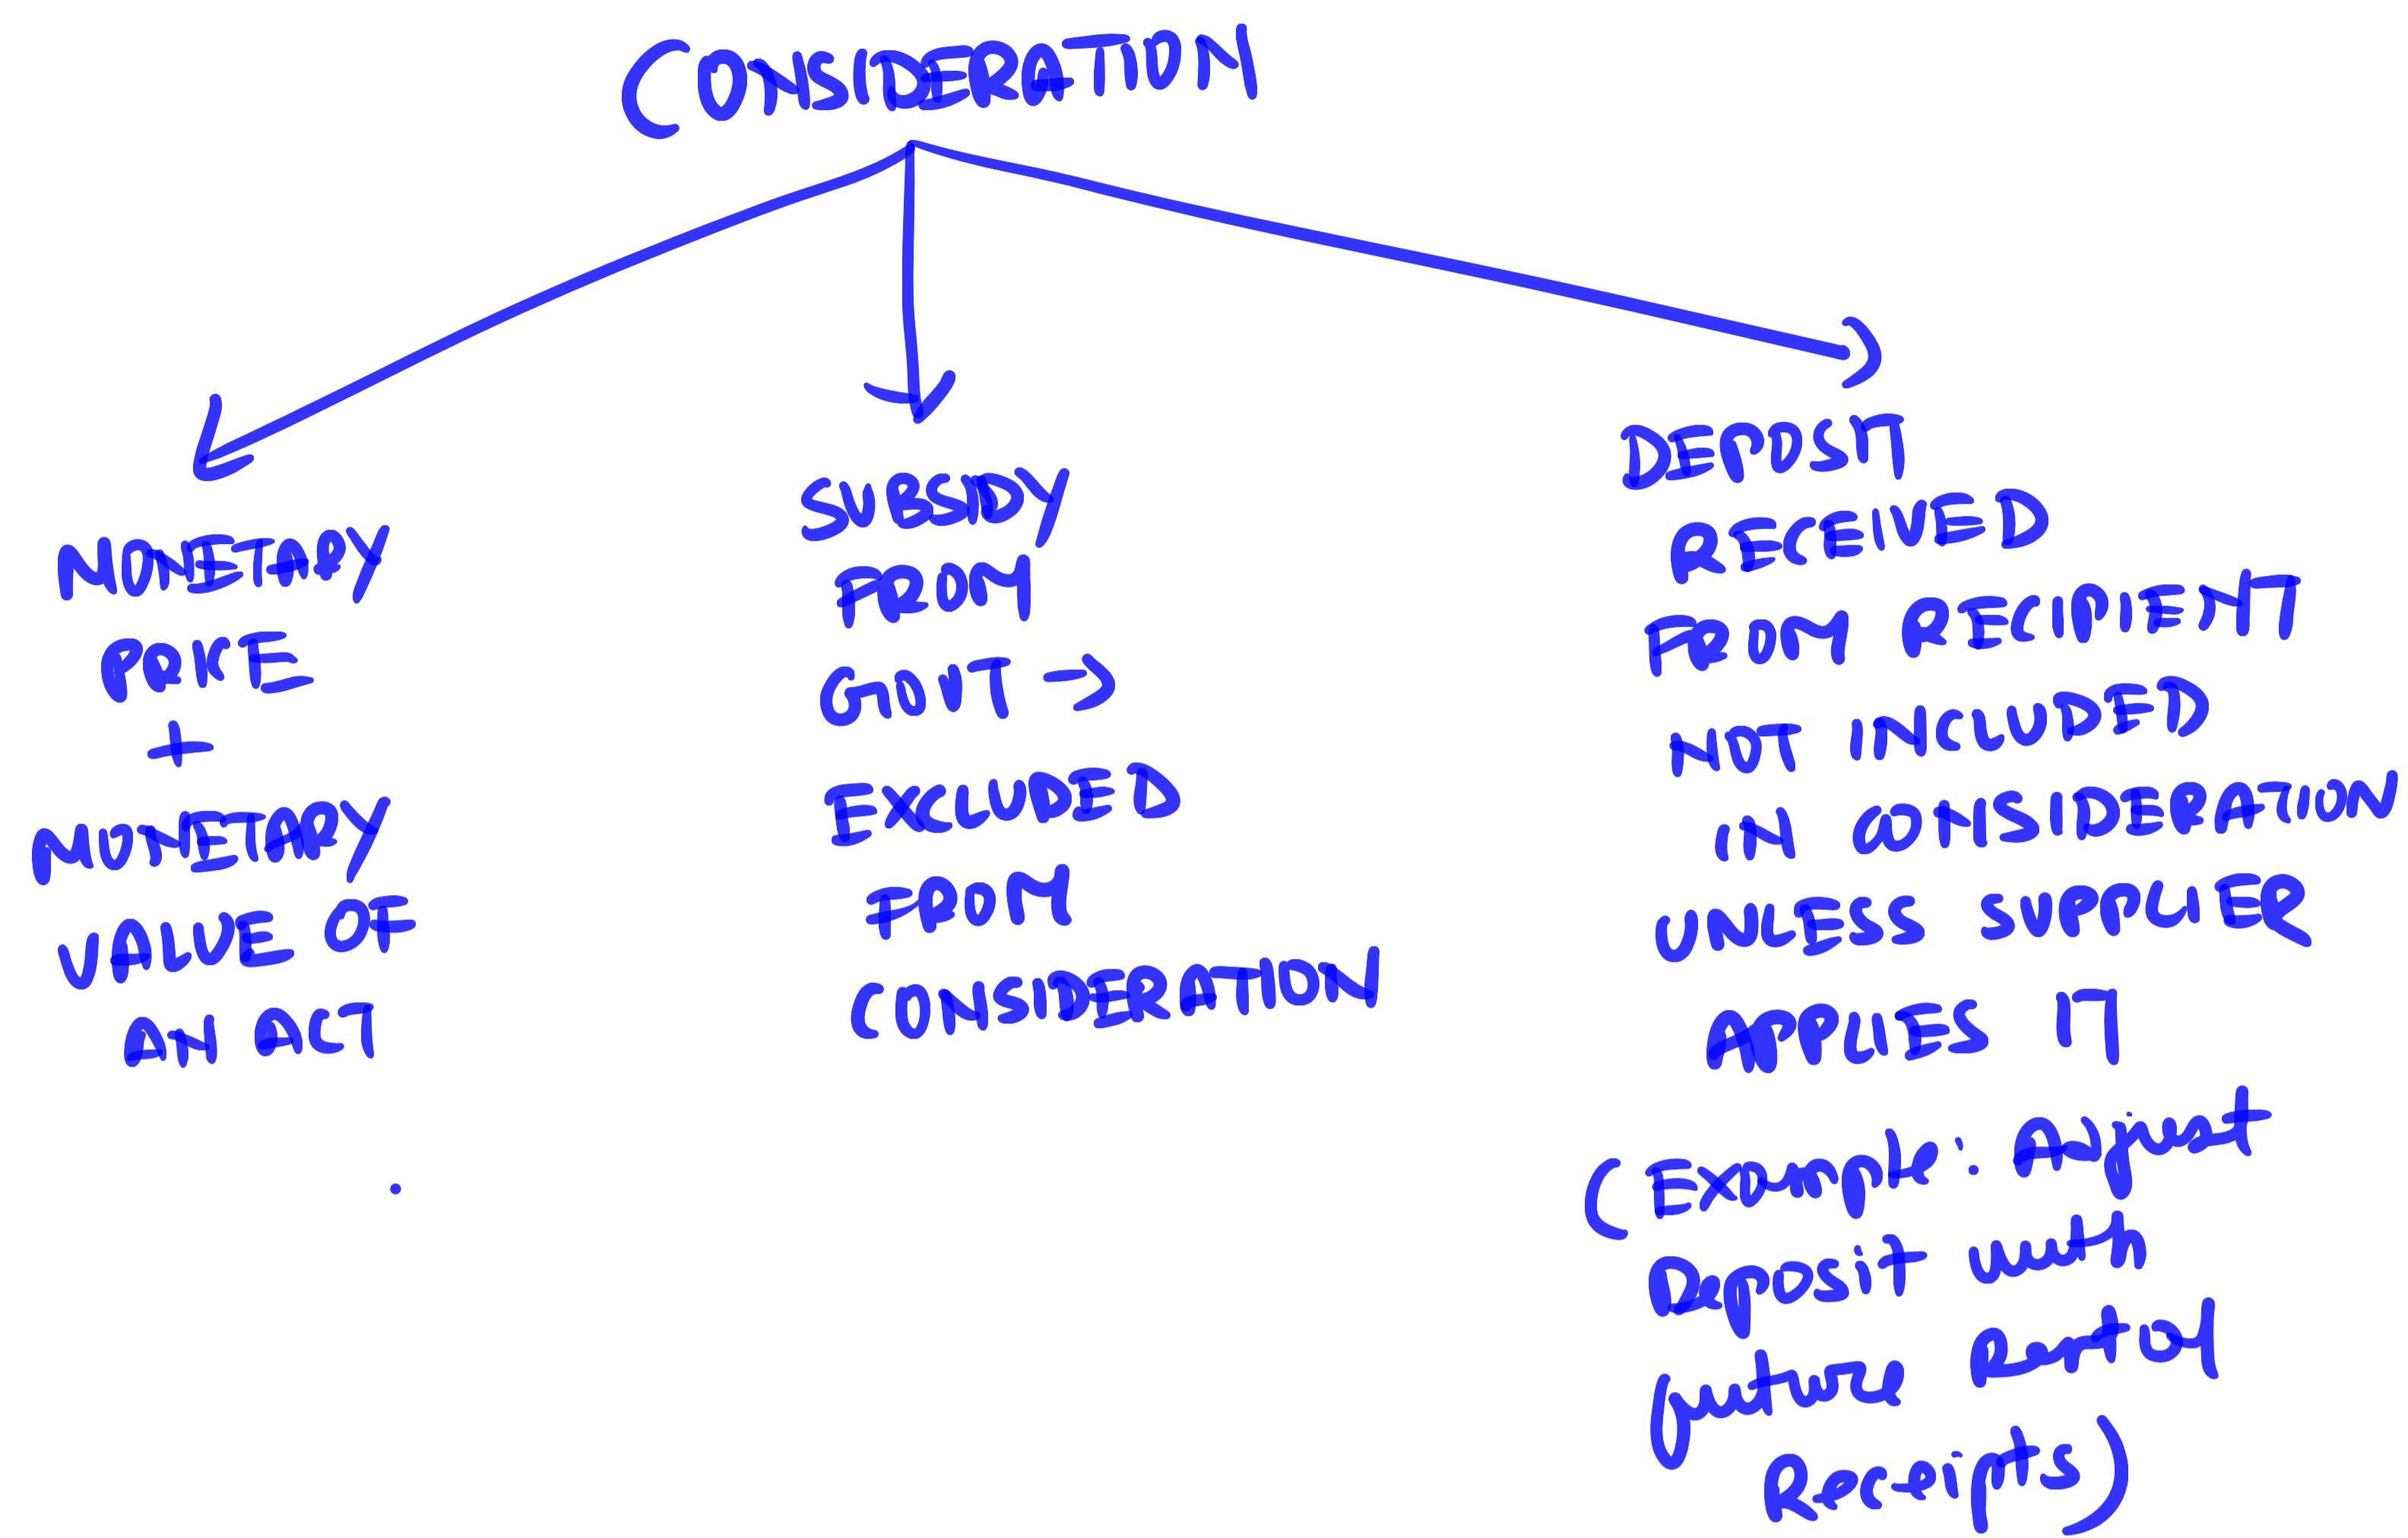 CONSIDERATION
MONETARY
PRICE
+
MONETARY
VALUE OF
AN ACT
SUBSIDY
FROM
GOVT →
EXCLUDED
FROM
CONSIDERATION
DEPOSIT
RECEIVED
FROM RECIPIENT
NOT INCLUDED
IN CONSIDERATION
UNLESS SUPPLIER
APPLIES IT
(Example: Adjust
Deposit with
future Rental
Receipts)